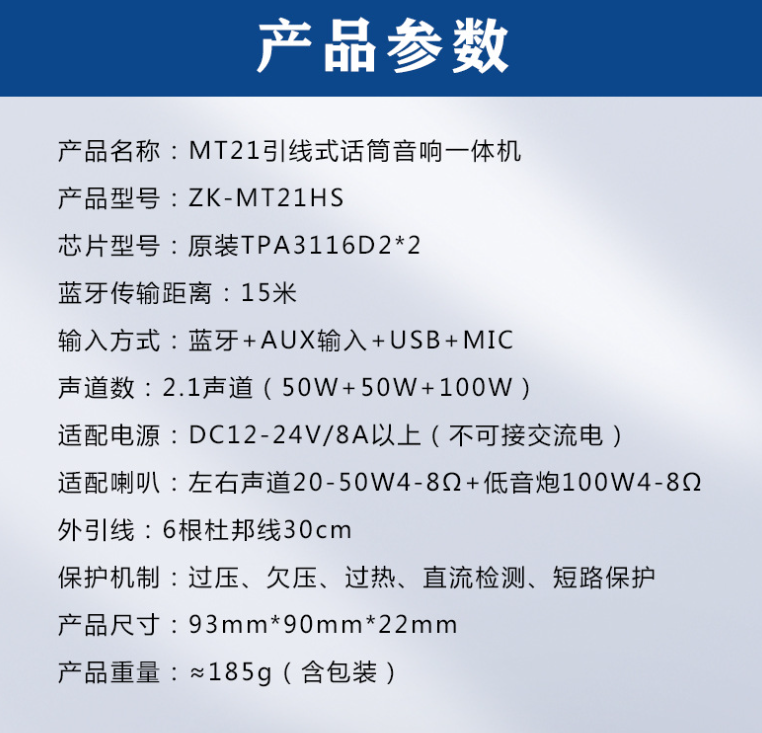 产品参数
产品名称：MT21引线式话筒音响一体机
产品型号：ZK-MT21HS
芯片型号：原装TPA3116D2*2
蓝牙传输距离：15米
输入方式：蓝牙+AUX输入+USB+MIC
声道数：2.1声道（50W+50W+100W）
适配电源：DC12-24V/8A以上（不可接交流电）
适配喇叭：左右声道20-50W4-8Ω+低音炮100W4-8Ω
外引线：6根杜邦线30cm
保护机制：过压、欠压、过热、直流检测、短路保护
产品尺寸：93mm*90mm*22mm
产品重量：≈185g（含包装）